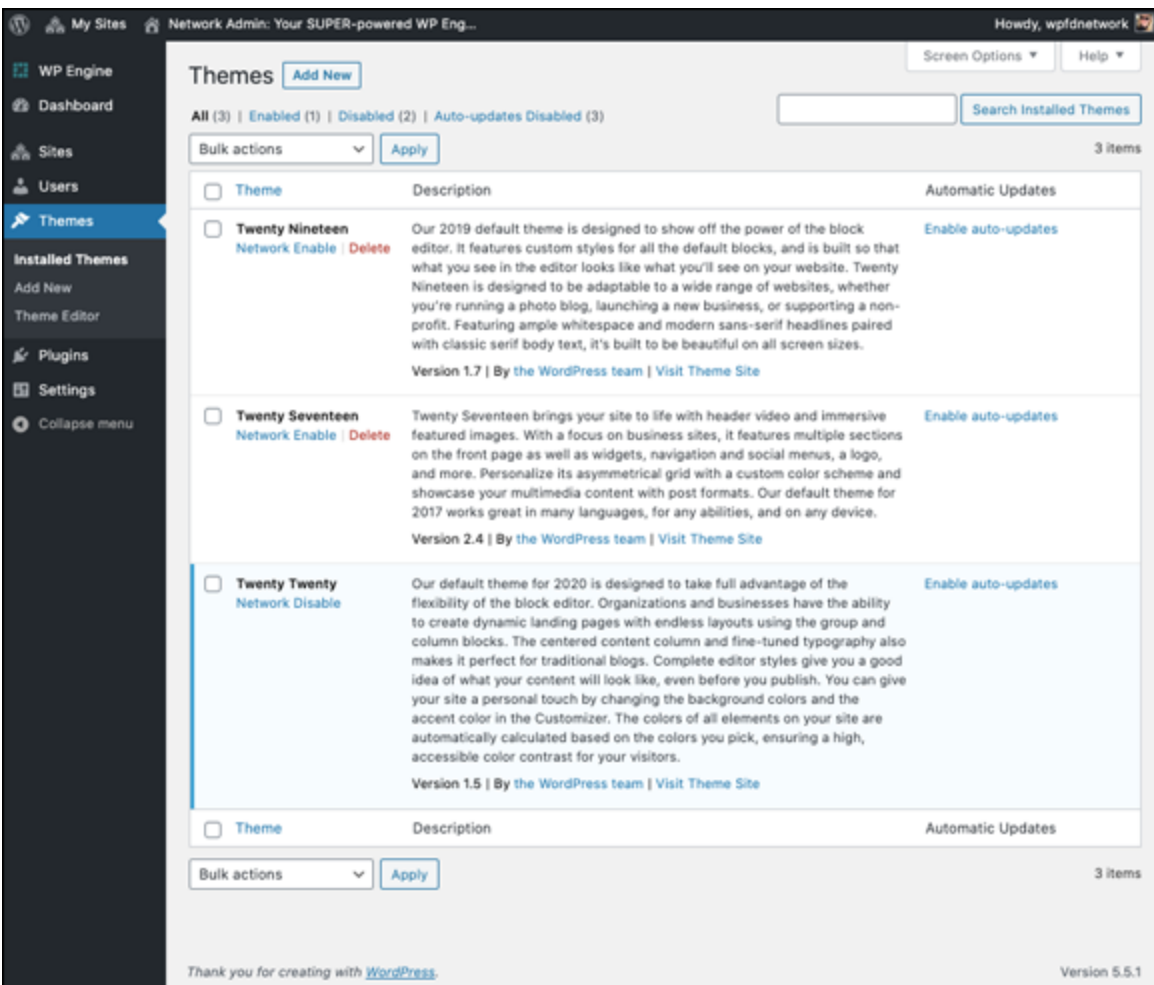 My Sites Network Admin: Your SUPER-powered WP Eng... Howdy, wpfdnetwork
WP Engine
Dashboard
Sites
Users
Themes
Installed Themes
Add New
Theme Editor
Plugins
Settings
Collapse menu
Screen Options Help
Themes Add New
All (3) | Enabled (1) | Disabled (2) | Auto-updates Disabled (3)
Search Installed Themes
Bulk actions Apply 3 items
Theme Description Automatic Updates
Twenty Nineteen
Network Enable | Delete
Our 2019 default theme is designed to show off the power of the block
editor. It features custom styles for all the default blocks, and is built so that
what you see in the editor looks like what you'll see on your website. Twenty
Nineteen is designed to be adaptable to a wide range of websites, whether
you're running a photo blog, launching a new business, or supporting a non-
profit. Featuring ample whitespace and modern sans-serif headlines paired
with classic serif body text, it's built to be beautiful on all screen sizes.
Version 1.7 | By the WordPress team | Visit Theme Site
Enable auto-updates
Twenty Seventeen
Network Enable | Delete
Twenty Seventeen brings your site to life with header video and immersive
featured images. With a focus on business sites, it features multiple sections
on the front page as well as widgets, navigation and social menus, a logo,
and more. Personalize its asymmetrical grid with a custom color scheme and
showcase your multimedia content with post formats. Our default theme for
2017 works great in many languages, for any abilities, and on any device.
Version 2.4 | By the WordPress team | Visit Theme Site
Enable auto-updates
Twenty Twenty
Network Disable
Our default theme for 2020 is designed to take full advantage of the
flexibility of the block editor. Organizations and businesses have the ability
to create dynamic landing pages with endless layouts using the group and
column blocks. The centered content column and fine-tuned typography also
makes it perfect for traditional blogs. Complete editor styles give you a good
idea of what your content will look like, even before you publish. You can give
your site a personal touch by changing the background colors and the
accent color in the Customizer. The colors of all elements on your site are
automatically calculated based on the colors you pick, ensuring a high,
accessible color contrast for your visitors.
Version 1.5 | By the WordPress team | Visit Theme Site
Enable auto-updates
Theme Description Automatic Updates
Bulk actions Apply 3 items
Thank you for creating with WordPress. Version 5.5.1